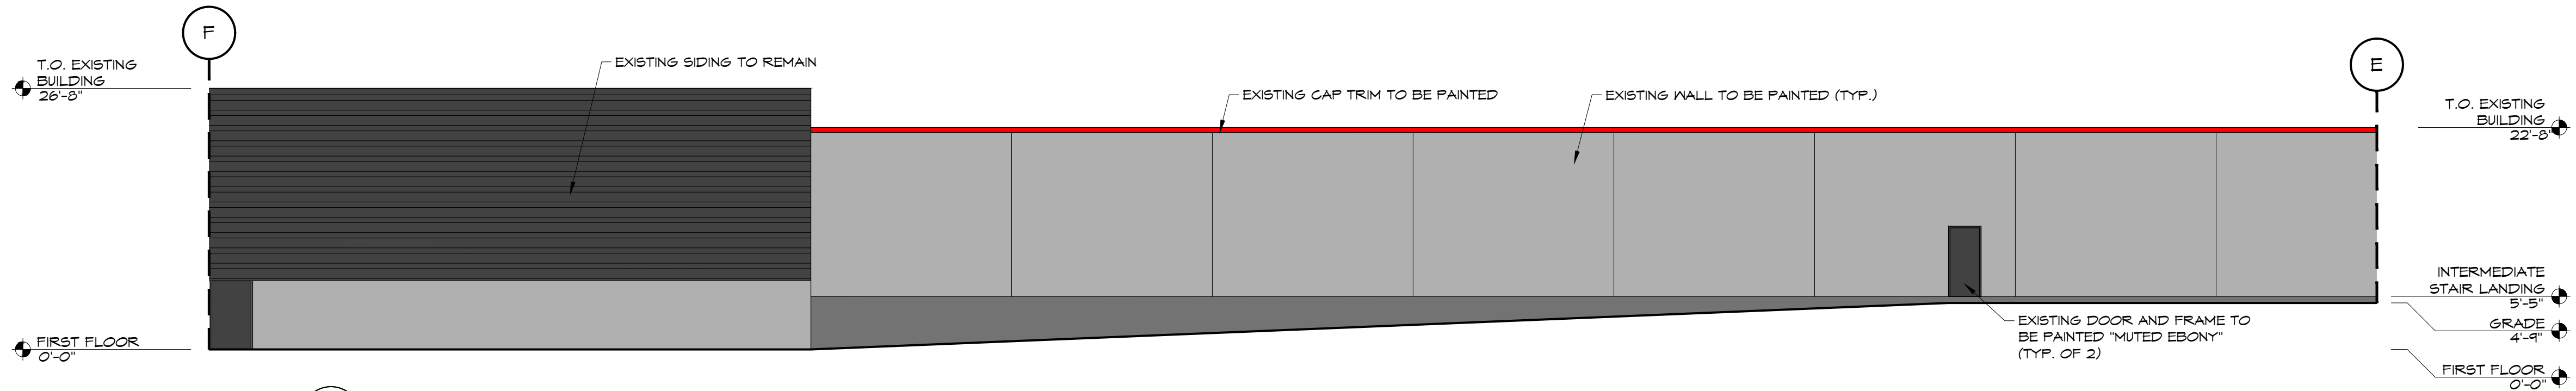 F
T.O. EXISTING
BUILDING
26'-8"
EXISTING SIDING TO REMAIN
EXISTING CAP TRIM TO BE PAINTED
EXISTING WALL TO BE PAINTED (TYP.)
E
T.O. EXISTING
BUILDING
22'-8"
INTERMEDIATE
STAIR LANDING
5'-5"
GRADE
4'-9"
FIRST FLOOR
0'-0"
EXISTING DOOR AND FRAME TO
BE PAINTED "MUTED EBONY"
(TYP. OF 2)
FIRST FLOOR
0'-0"